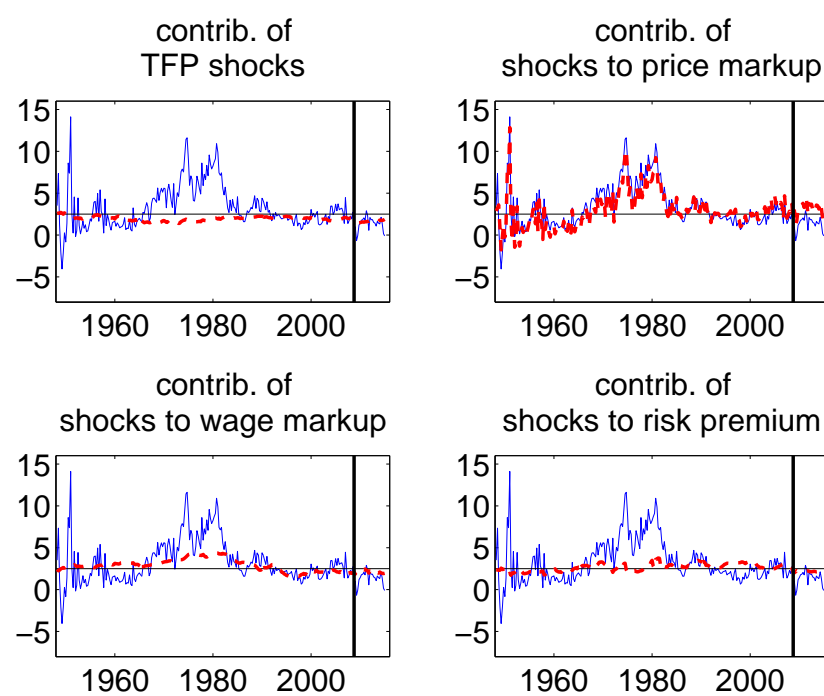 contrib. of
TFP shocks
15
10
5
0
−5
1960 1980 2000
contrib. of
shocks to price markup
15
10
5
0
−5
1960 1980 2000
contrib. of
shocks to wage markup
15
10
5
0
−5
1960 1980 2000
contrib. of
shocks to risk premium
15
10
5
0
−5
1960 1980 2000